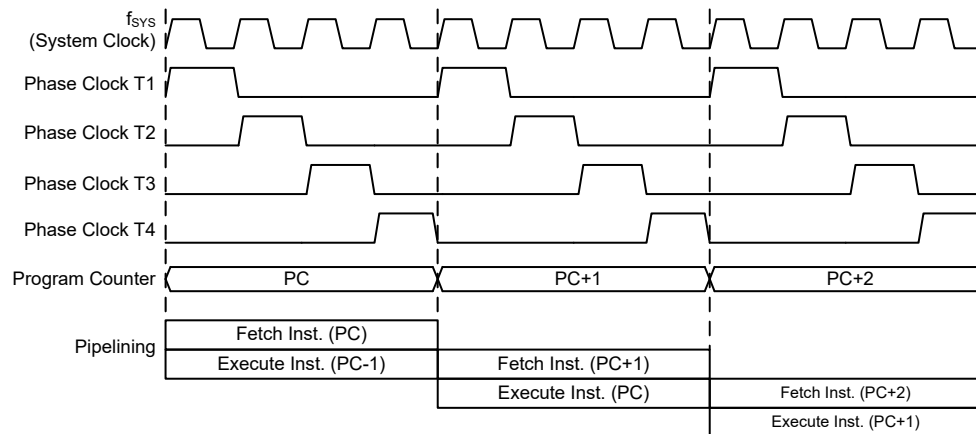 fSYS
(System Clock)
Phase Clock T1
Phase Clock T2
Phase Clock T3
Phase Clock T4
Program Counter
PC
PC+1
PC+2
Pipelining
Fetch Inst. (PC)
Execute Inst. (PC-1)
Fetch Inst. (PC+1)
Execute Inst. (PC)
Fetch Inst. (PC+2)
Execute Inst. (PC+1)